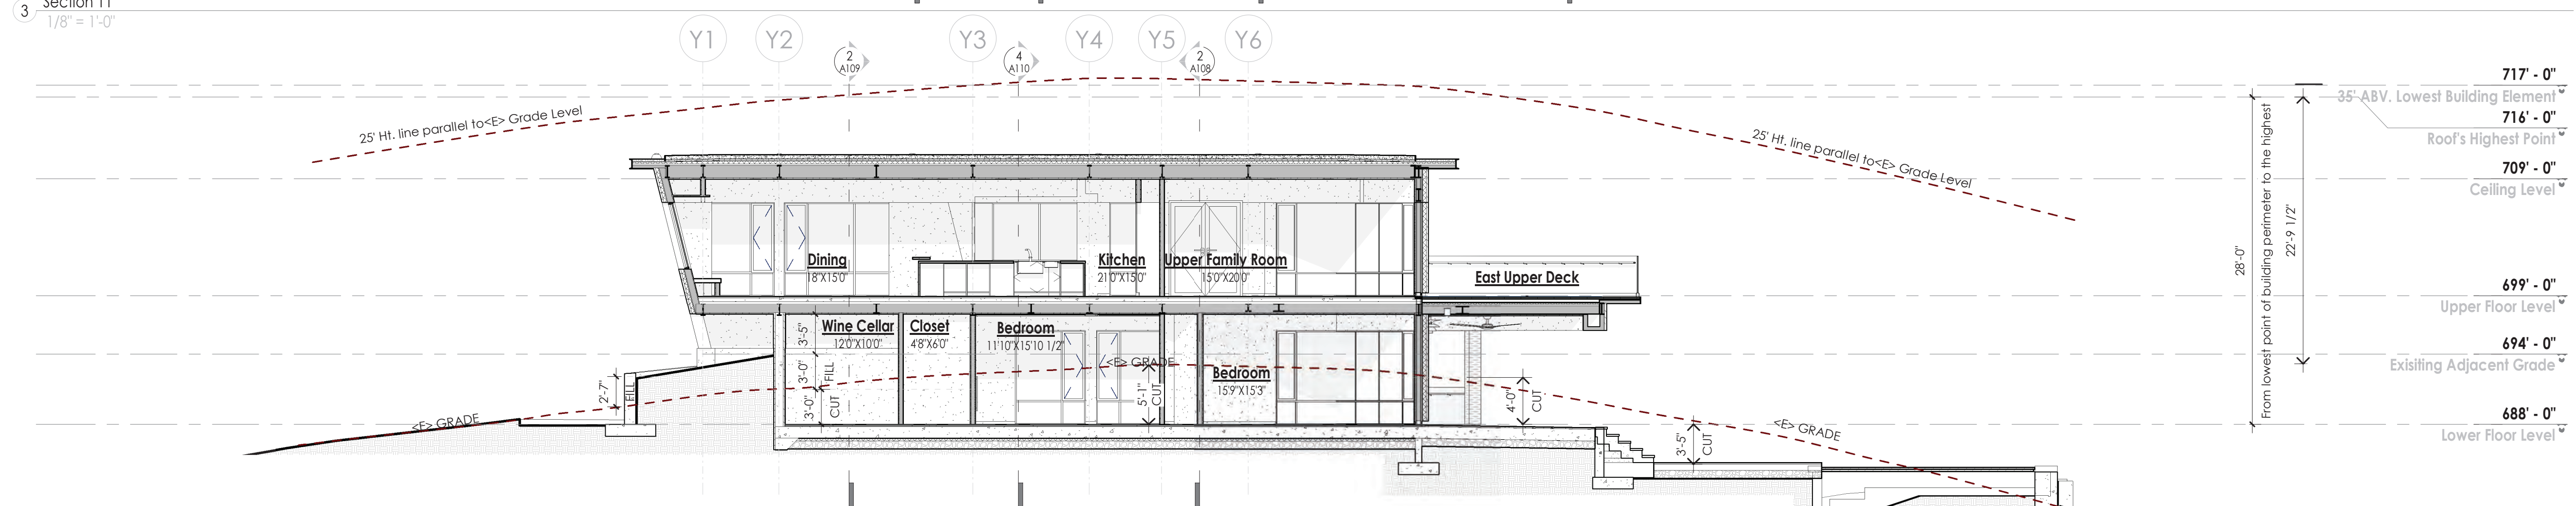 3 Section 11
1/8" = 1'-0"
Y1
Y2
Y3
Y4
Y5
Y6
2
A109
4
A110
2
A108
25' Ht. line parallel to<E> Grade Level
25' Ht. line parallel to<E> Grade Level
717' - 0"
35' ABV. Lowest Building Element
716' - 0"
Roof's Highest Point
709' - 0"
Ceiling Level
699' - 0"
Upper Floor Level
694' - 0"
Exisiting Adjacent Grade
688' - 0"
Lower Floor Level
28'-0"
From lowest point of building perimeter to the highest
22'-9 1/2"
Dining
18'X15'0"
Kitchen
21'0"X15'0"
Upper Family Room
15'0"X20'0"
East Upper Deck
Wine Cellar
12'0"X10'0"
Closet
4'8"X6'0"
Bedroom
11'10"X15'10 1/2"
Bedroom
15'9"X15'3"
<E> GRADE
3'-5"
3'-0"
FILL
3'-0"
CUT
2'-7"
FILL
5'-1"
CUT
4'-0"
CUT
3'-5"
CUT
<E> GRADE
<E> GRADE